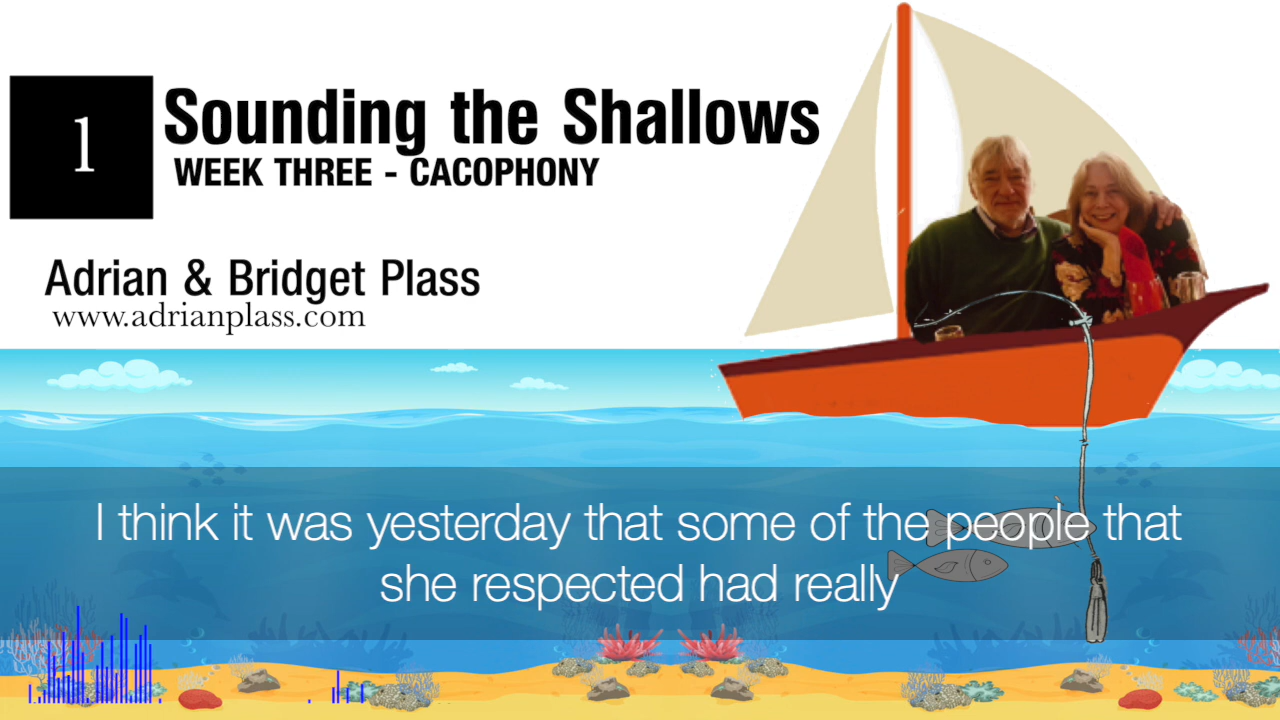 1
Sounding the Shallows
WEEK THREE - CACOPHONY
Adrian & Bridget Plass
www.adrianplass.com
I think it was yesterday that some of the people that
she respected had really